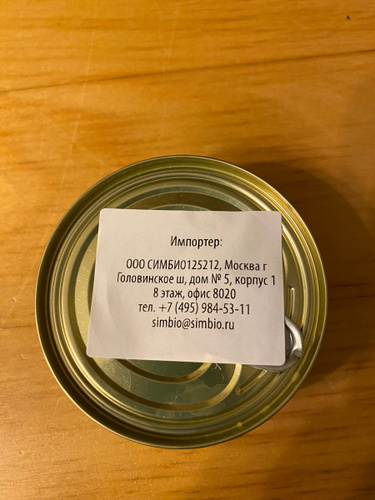 Импортер:
ООО СИМБИО125212, Москва г
Головинское ш, дом № 5, корпус 1
8 этаж, офис 8020
тел. +7 (495) 984-53-11
simbio@simbio.ru